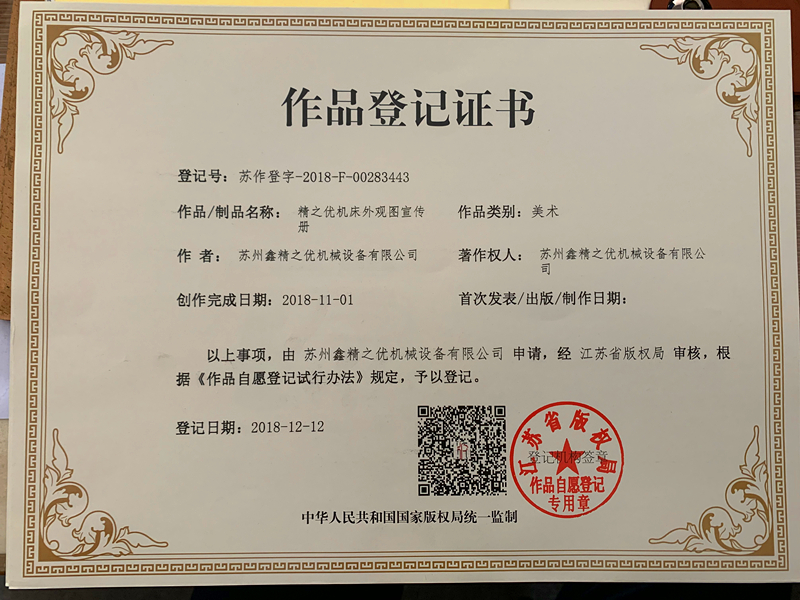 作品登记证书
登记号：苏作登字-2018-F-00283443
作品/制品名称：精之优机床外观图宣传册
作品类别：美术
作 者：苏州鑫精之优机械设备有限公司
著作权人：苏州鑫精之优机械设备有限公司
创作完成日期：2018-11-01
首次发表/出版/制作日期：
以上事项，由 苏州鑫精之优机械设备有限公司 申请，经 江苏省版权局 审核，根
据《作品自愿登记试行办法》规定，予以登记。
登记日期：2018-12-12
登记机构签章
江苏省版权局
作品自愿登记
专用章
中华人民共和国国家版权局统一监制